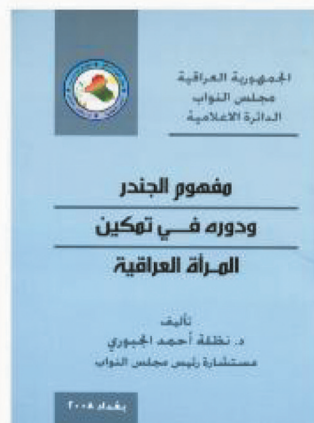 الجمهورية العراقية
مجلس النواب
الدائرة الاعلامية
مفهوم الجندر
ودوره في تمكين
المرأة العراقية
تأليف
د. نظلة أحمد الجبوري
مستشارة رئيس مجلس النواب
بغداد ٢٠٠٨